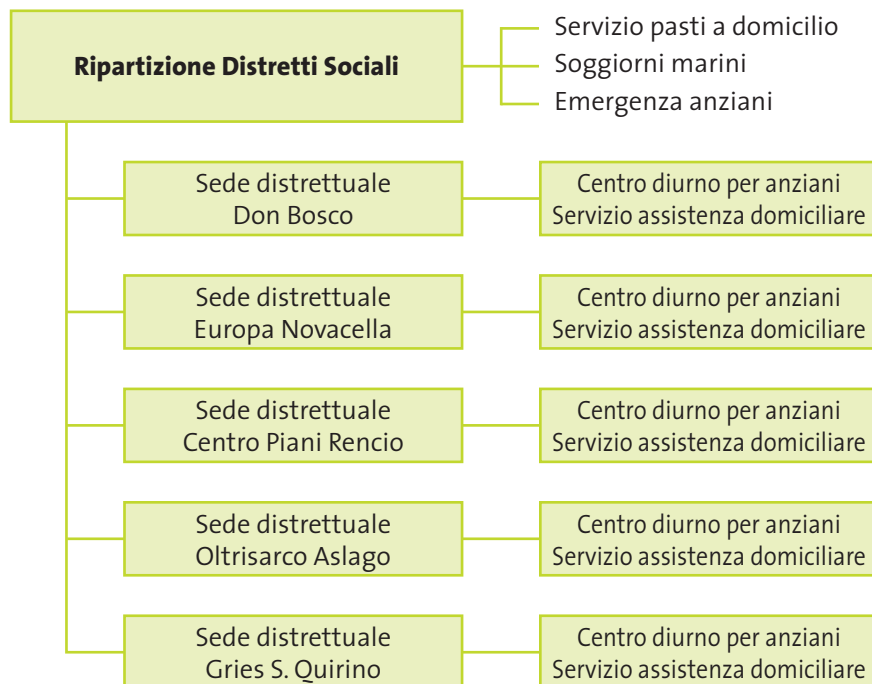 Ripartizione Distretti Sociali
Servizio pasti a domicilio
Soggiorni marini
Emergenza anziani
Sede distrettuale
Don Bosco
Centro diurno per anziani
Servizio assistenza domiciliare
Sede distrettuale
Europa Novacella
Centro diurno per anziani
Servizio assistenza domiciliare
Sede distrettuale
Centro Piani Rencio
Centro diurno per anziani
Servizio assistenza domiciliare
Sede distrettuale
Oltrisarco Aslago
Centro diurno per anziani
Servizio assistenza domiciliare
Sede distrettuale
Gries S. Quirino
Centro diurno per anziani
Servizio assistenza domiciliare